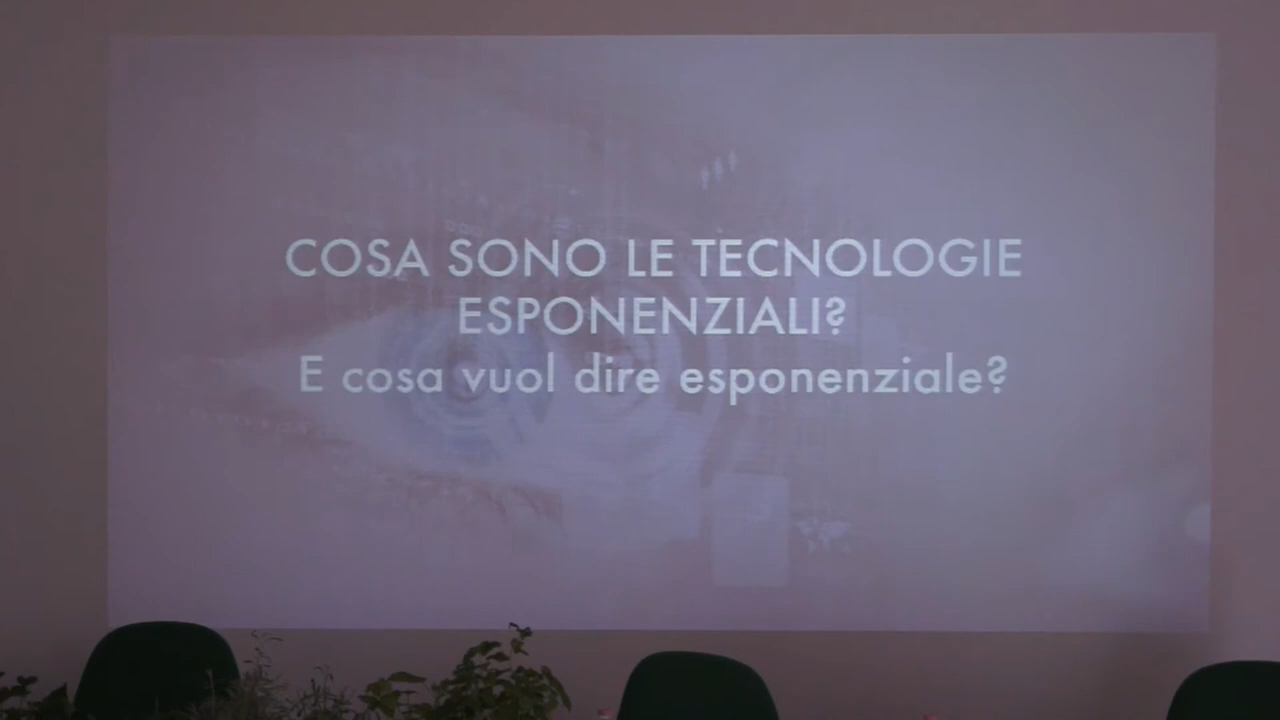 COSA SONO LE TECNOLOGIE
ESPONENZIALI?
E cosa vuol dire esponenziale?